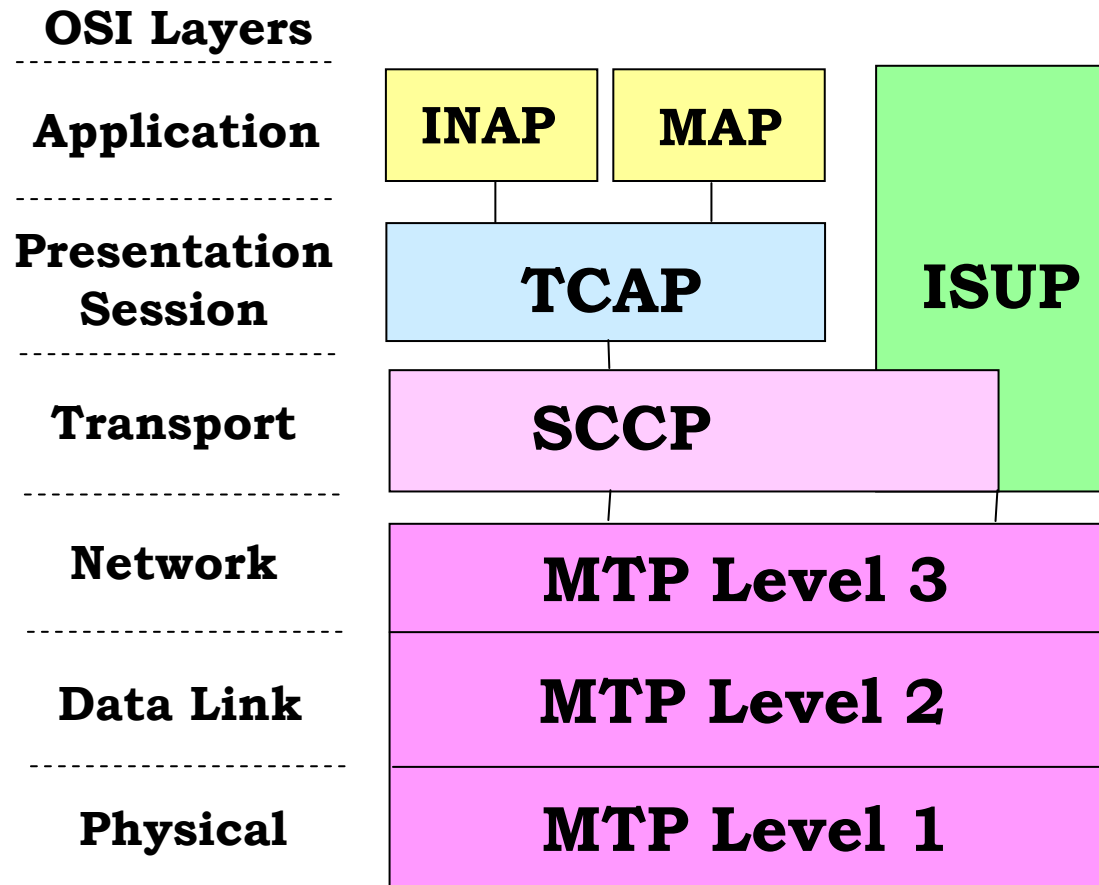 OSI Layers
Application
INAP
MAP
Presentation
Session
TCAP
ISUP
Transport
SCCP
Network
MTP Level 3
Data Link
MTP Level 2
Physical
MTP Level 1